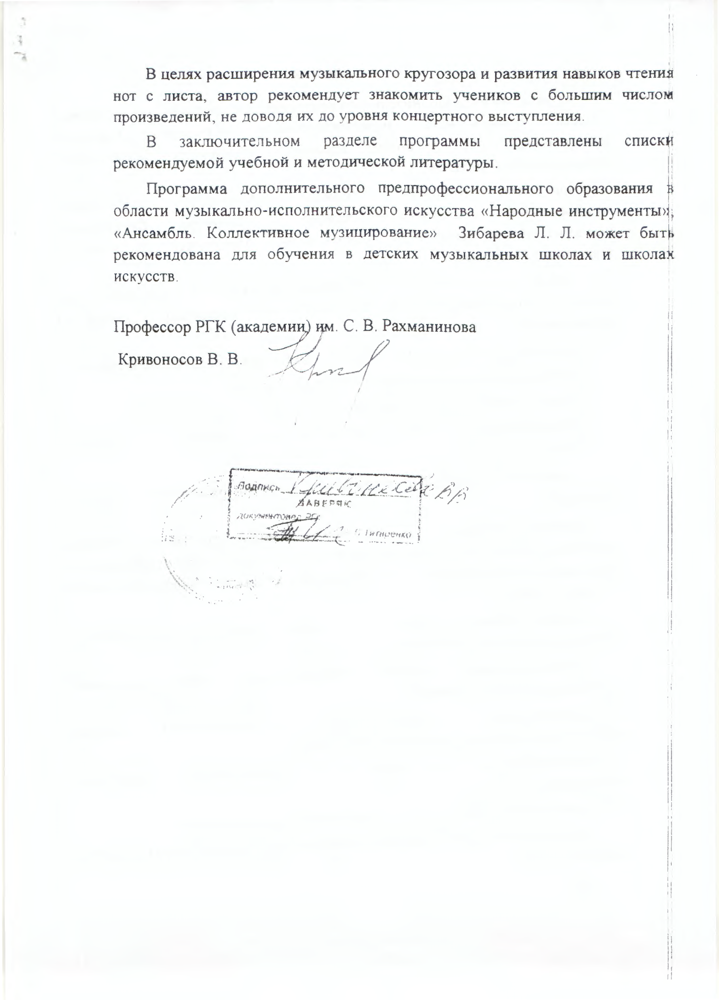 В целях расширения музыкального кругозора и развития навыков чтения
нот с листа, автор рекомендует знакомить учеников с большим числом
произведений, не доводя их до уровня концертного выступления.
В заключительном разделе программы представлены списки
рекомендуемой учебной и методической литературы.
Программа дополнительного предпрофессионального образования в
области музыкально-исполнительского искусства «Народные инструменты»,
«Ансамбль. Коллективное музицирование» Зибарева Л. Л. может быть
рекомендована для обучения в детских музыкальных школах и школах
искусств.
Профессор РГК (академии) им. С. В. Рахманинова
Кривоносов В. В.
Подпись Кривоносова В В
ЗАВЕРЯЮ
Документовед РГК
Титаренко